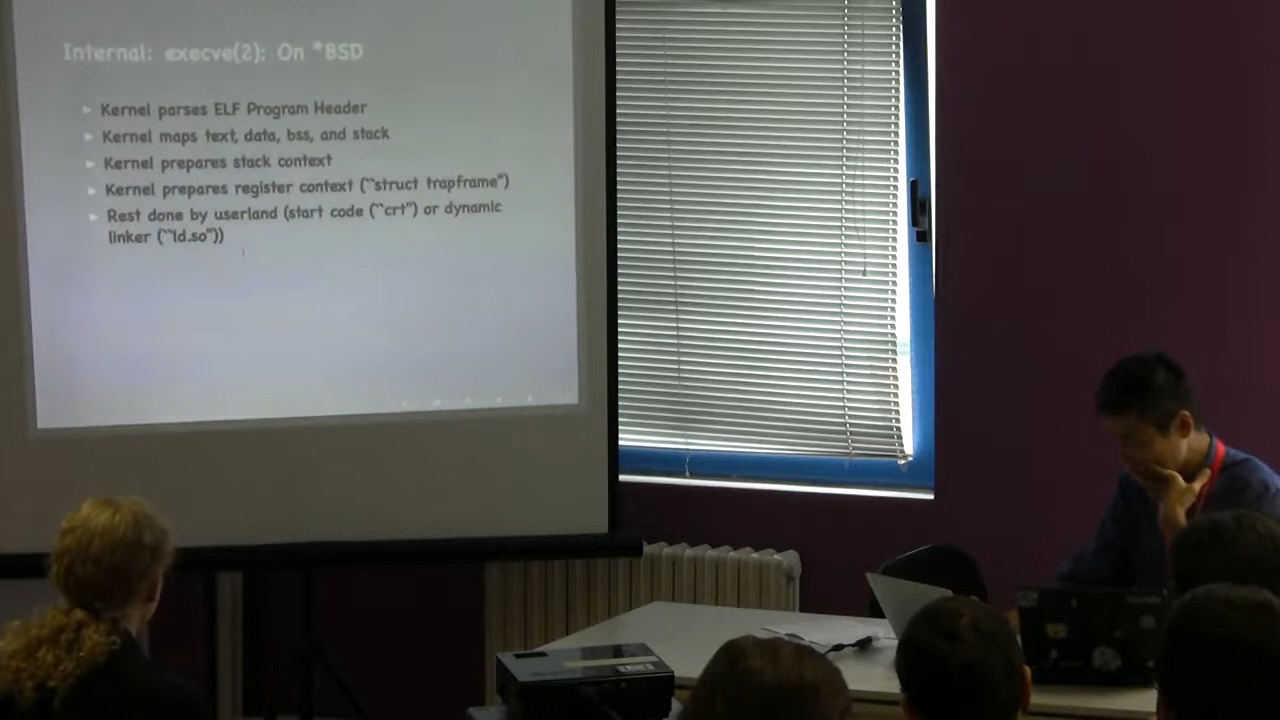 Internal: execve(2): On *BSD
Kernel parses ELF Program Header
Kernel maps text, data, bss, and stack
Kernel prepares stack context
Kernel prepares register context (``struct trapframe'')
Rest done by userland (start code (``crt'') or dynamic
linker (``ld.so''))